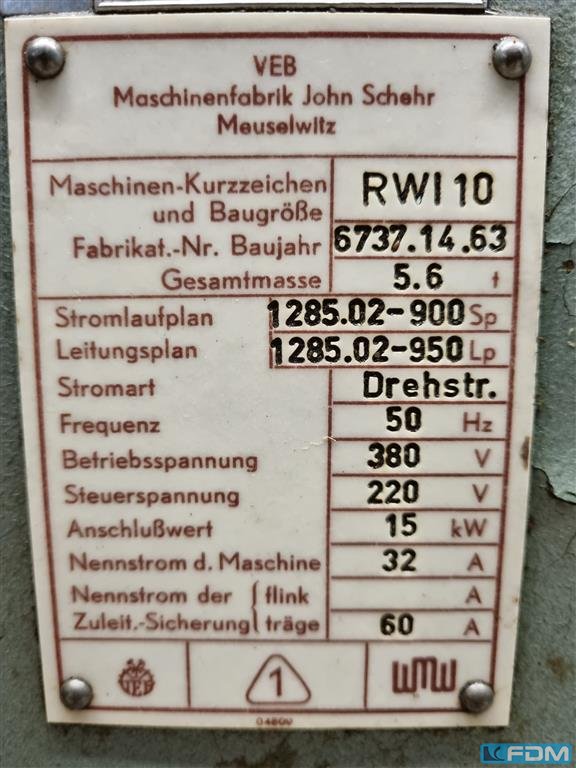 VEB
Maschinenfabrik John Schehr
Meuselwitz
Maschinen-Kurzzeichen und Baugröße RWI 10
Fabrikat.-Nr. Baujahr 6737.14.63
Gesamtmasse 5.6 t
Stromlaufplan 1285.02-900 Sp
Leitungsplan 1285.02-950 Lp
Stromart Drehstr.
Frequenz 50 Hz
Betriebsspannung 380 V
Steuerspannung 220 V
Anschlußwert 15 kW
Nennstrom d. Maschine 32 A
Nennstrom der flink A
Zuleit.-Sicherung träge 60 A
VEB 1 WMW
FDM